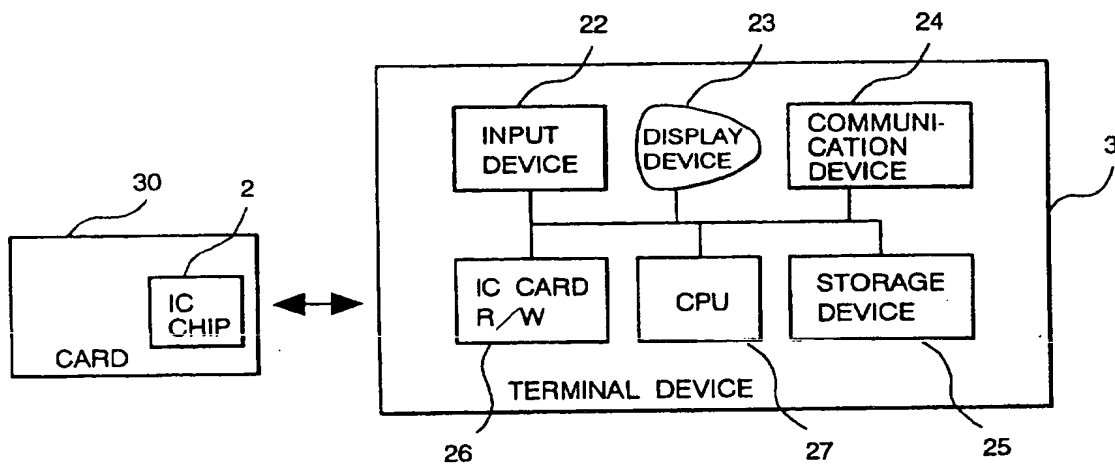 22
23
24
INPUT
DEVICE
DISPLAY
DEVICE
COMMUNI-
CATION
DEVICE
3
30
2
IC
CHIP
CARD
IC CARD
R/W
CPU
STORAGE
DEVICE
TERMINAL DEVICE
26
27
25